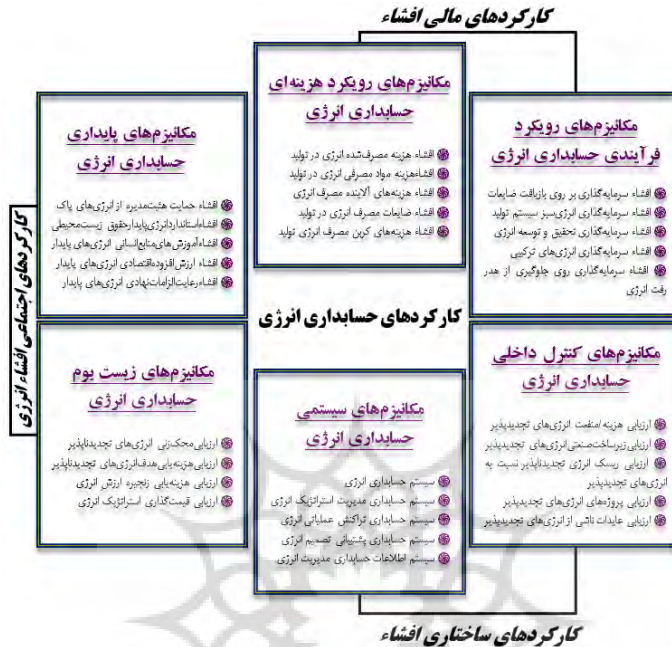 کارکردهای مالی افشاء
مکانیزم‌های رویکرد هزینه‌ای
حسابداری انرژی
افشاء هزینه مصرف‌شده انرژی در تولید
افشاءهزینه مواد مصرفی انرژی در تولید
افشاء هزینه‌های آلاینده مصرف انرژی
افشاء ضایعات مصرف انرژی در تولید
افشاء هزینه‌های کربن مصرف انرژی تولید
مکانیزم‌های رویکرد
فرآیندی حسابداری انرژی
افشاء سرمایه‌گذاری بر روی بازیافت ضایعات
افشاء سرمایه‌گذاری انرژی‌سبز سیستم تولید
افشاء سرمایه‌گذاری تحقیق و توسعه انرژی
افشاء سرمایه‌گذاری انرژی‌های ترکیبی
افشاء سرمایه‌گذاری روی جلوگیری از هدر
رفت انرژی
مکانیزم‌های پایداری
حسابداری انرژی
افشاء حمایت هئیت‌مدیره از انرژی‌های پاک
افشاءاستانداردانرژی‌پایدارحقوق زیست‌محیطی
افشاءآموزش‌های‌منابع‌انسانی انرژی‌های پایدار
افشاء ارزش‌افزوده‌اقتصادی انرژی‌های پایدار
افشاءرعایت‌الزامات‌نهادی انرژی‌های پایدار
کارکردهای اجتماعی افشاء انرژی
کارکردهای حسابداری انرژی
مکانیزم‌های کنترل داخلی
حسابداری انرژی
ارزیابی هزینه/منفعت انرژی‌های تجدیدپذیر
ارزیابی‌زیرساخت‌صنعتی‌انرژی‌های تجدیدپذیر
ارزیابی ریسک انرژی تجدیدناپذیر نسبت به
انرژی‌های تجدیدپذیر
ارزیابی پروژه‌های انرژی‌های تجدیدپذیر
ارزیابی عایدات ناشی از انرژی‌های تجدیدپذیر
مکانیزم‌های سیستمی
حسابداری انرژی
سیستم حسابداری انرژی
سیستم حسابداری مدیریت استراتژیک انرژی
سیستم حسابداری تراکنش عملیاتی انرژی
سیستم حسابداری پشتیبانی تصمیم انرژی
سیستم اطلاعات حسابداری مدیریت انرژی
مکانیزم‌های زیست بوم
حسابداری انرژی
ارزیابی‌محک‌زنی انرژی‌های تجدیدناپذیر
ارزیابی‌هزینه‌یابی‌هدف‌انرژی‌های تجدیدناپذیر
ارزیابی هزینه‌یابی زنجیره ارزش انرژی
ارزیابی قیمت‌گذاری استراتژیک انرژی
کارکردهای ساختاری افشاء